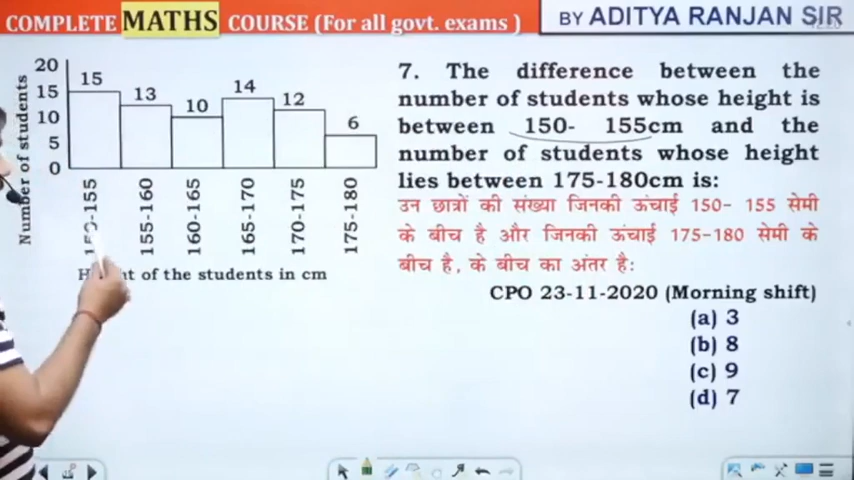 COMPLETE MATHS COURSE (For all govt. exams )
BY ADITYA RANJAN SIR
20
15
10
5
0
Number of students
15
13
10
14
12
6
155-160
160-165
165-170
170-175
175-180
of the students in cm
7. The difference between the
number of students whose height is
between 150- 155cm and the
number of students whose height
lies between 175-180cm is:
उन छात्रों की संख्या जिनकी ऊंचाई 150- 155 सेमी
के बीच है और जिनकी ऊंचाई 175-180 सेमी के
बीच है, के बीच का अंतर है:
CPO 23-11-2020 (Morning shift)
(a) 3
(b) 8
(c) 9
(d) 7